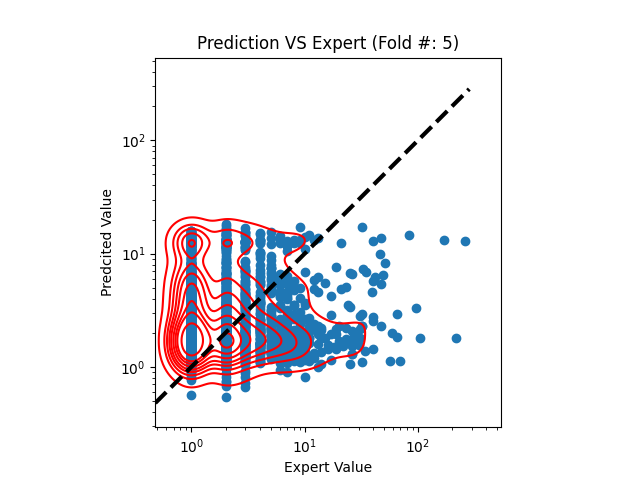 Prediction VS Expert (Fold #: 5)
Predcited Value
10²
10¹
10⁰
10⁰ 10¹ 10²
Expert Value